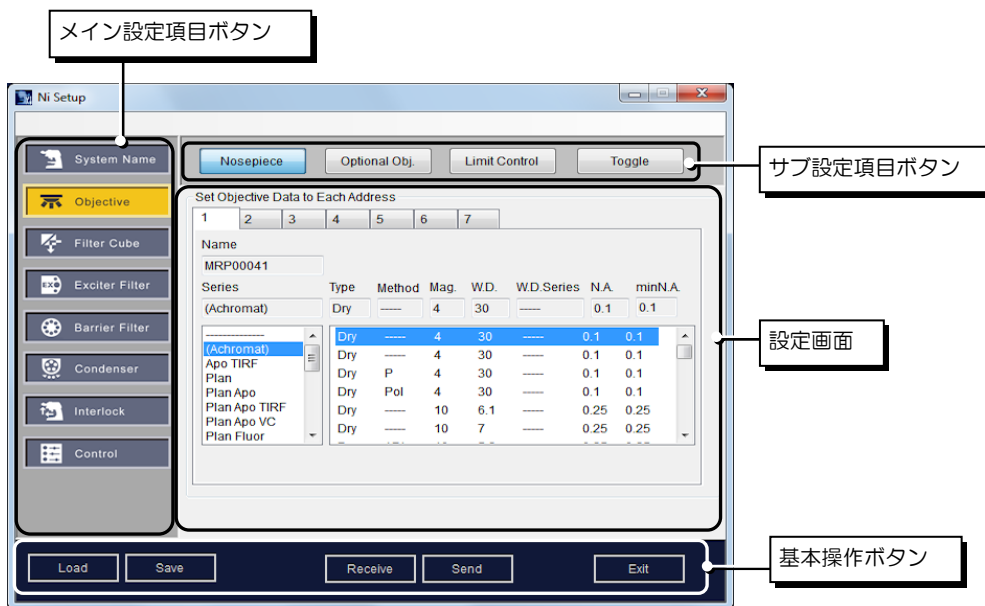 メイン設定項目ボタン
Ni Setup
System Name
Objective
Filter Cube
Exciter Filter
Barrier Filter
Condenser
Interlock
Control
Nosepiece Optional Obj. Limit Control Toggle
サブ設定項目ボタン
Set Objective Data to Each Address
1 2 3 4 5 6 7
Name
MRP00041
Series Type Method Mag. W.D. W.D.Series N.A. minN.A.
(Achromat) Dry ----- 4 30 ----- 0.1 0.1
--------------
(Achromat)
Apo TIRF
Plan
Plan Apo
Plan Apo TIRF
Plan Apo VC
Plan Fluor
Dry ----- 4 30 ----- 0.1 0.1
Dry ----- 4 30 ----- 0.1 0.1
Dry P 4 30 ----- 0.1 0.1
Dry Pol 4 30 ----- 0.1 0.1
Dry ----- 10 6.1 ----- 0.25 0.25
Dry ----- 10 7 ----- 0.25 0.25
設定画面
Load Save Receive Send Exit
基本操作ボタン